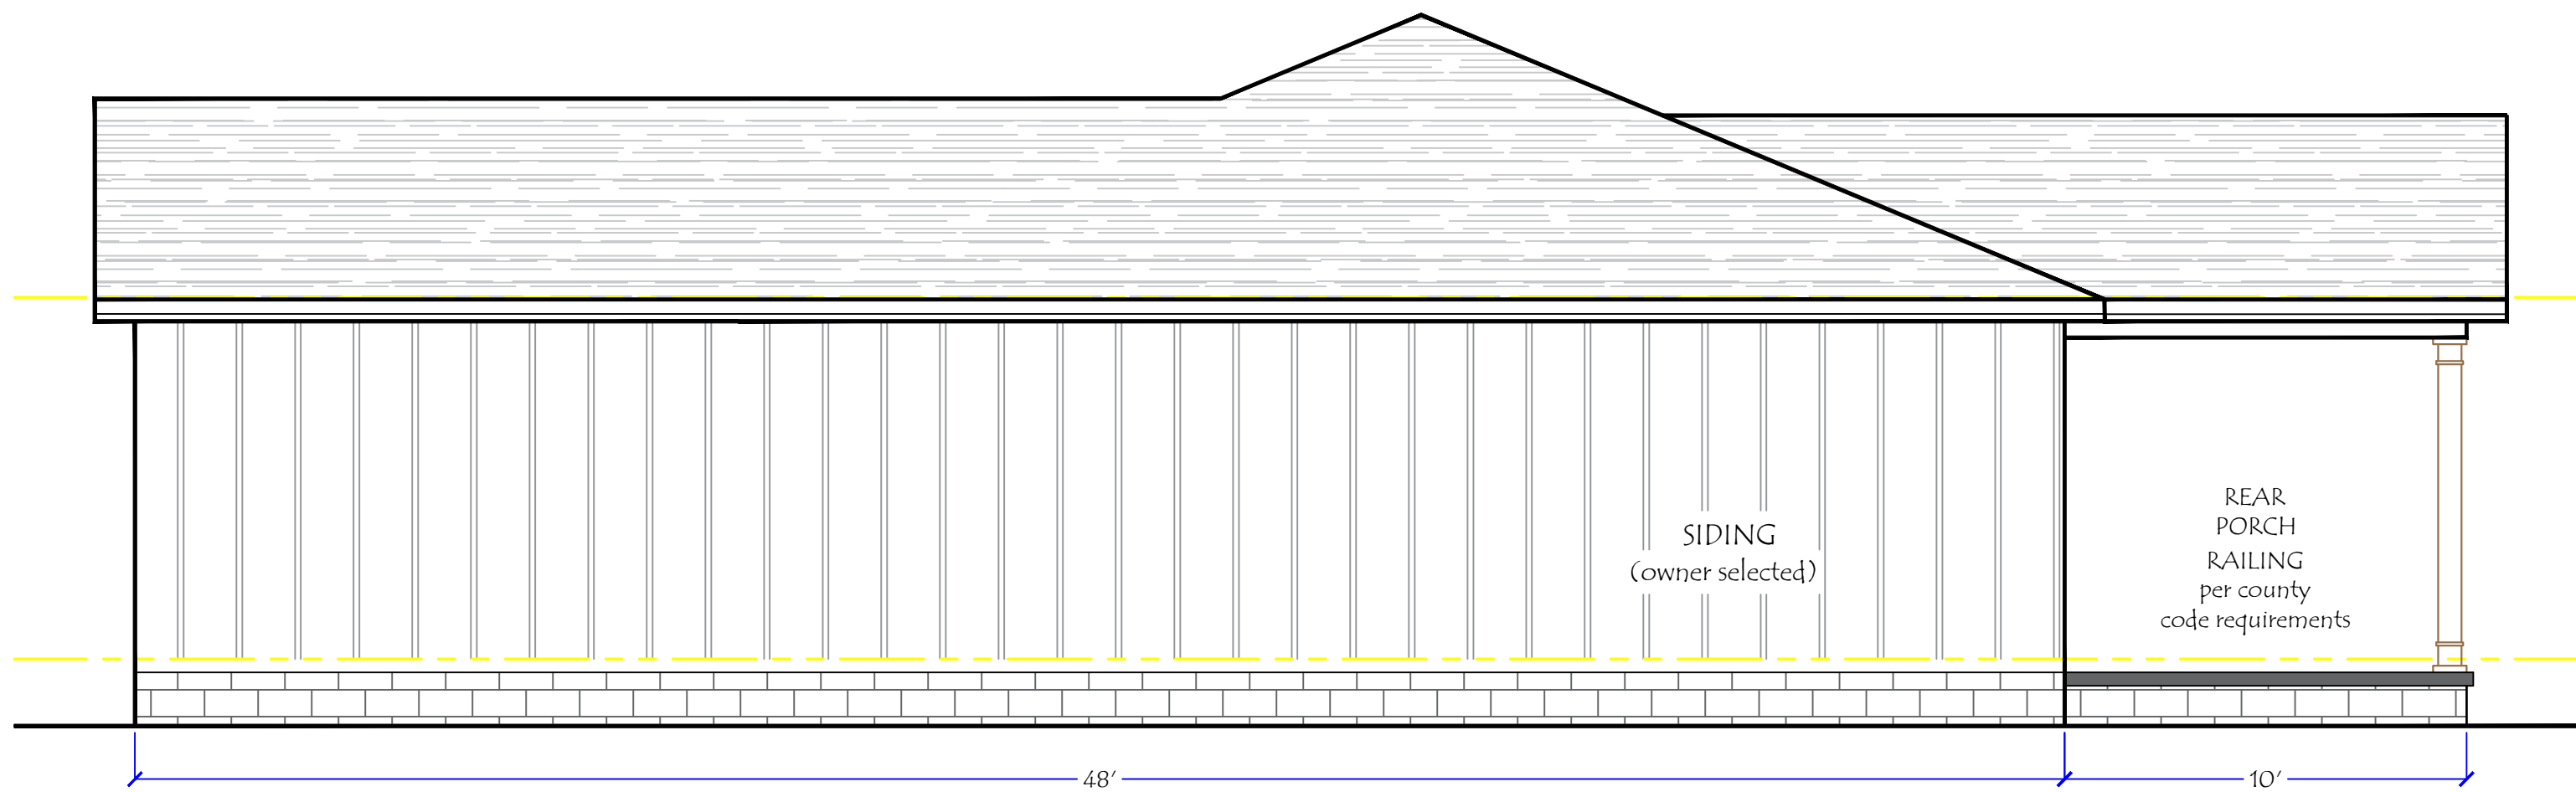 SIDING
(owner selected)
REAR
PORCH
RAILING
per county
code requirements
48'
10'